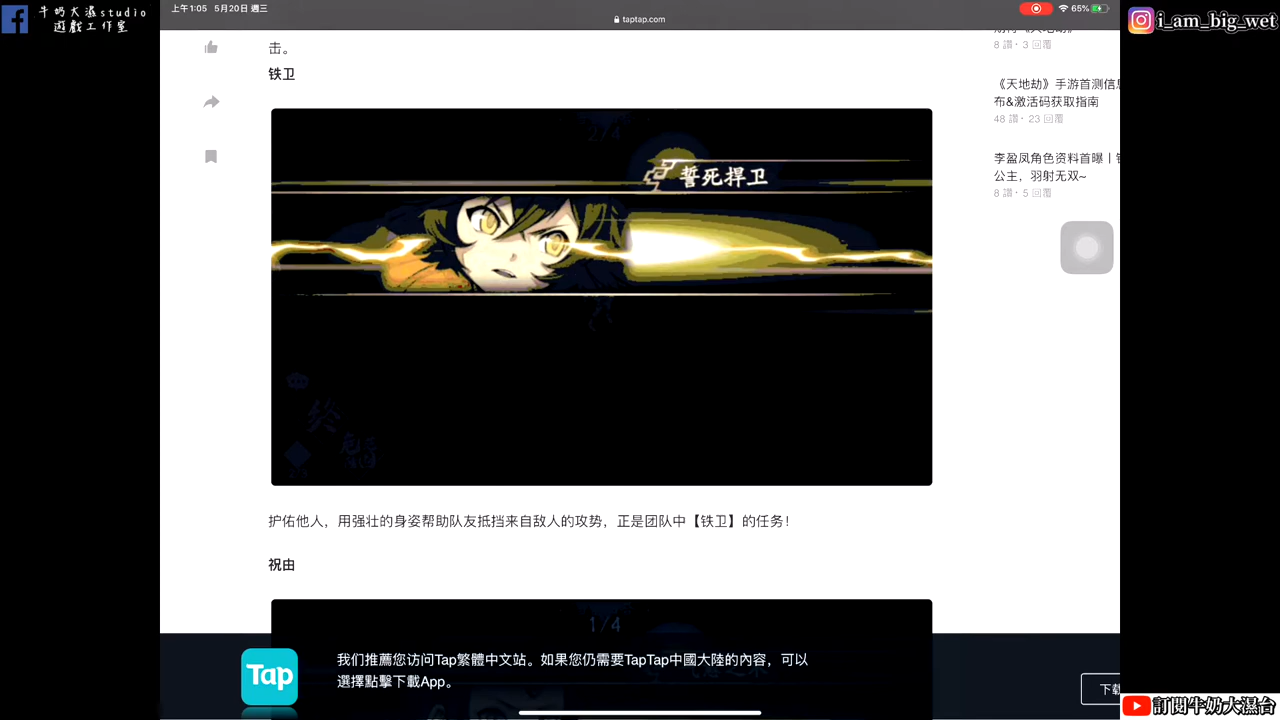 牛奶大濕studio
遊戲工作室
上午1:05 5月20日 週三
taptap.com
65%
i_am_big_wet
击。
铁卫
8 讚 · 3 回覆
《天地劫》手游首测信息
布&激活码获取指南
48 讚 · 23 回覆
李盈凤角色资料首曝丨
公主，羽射无双~
8 讚 · 5 回覆
2/4
誓死捍卫
终
护佑他人，用强壮的身姿帮助队友抵挡来自敌人的攻势，正是团队中【铁卫】的任务！
祝由
1/4
Tap
我们推薦您访问Tap繁體中文站。如果您仍需要TapTap中國大陸的內容，可以
選擇點擊下載App。
下载
訂閱牛奶大濕台